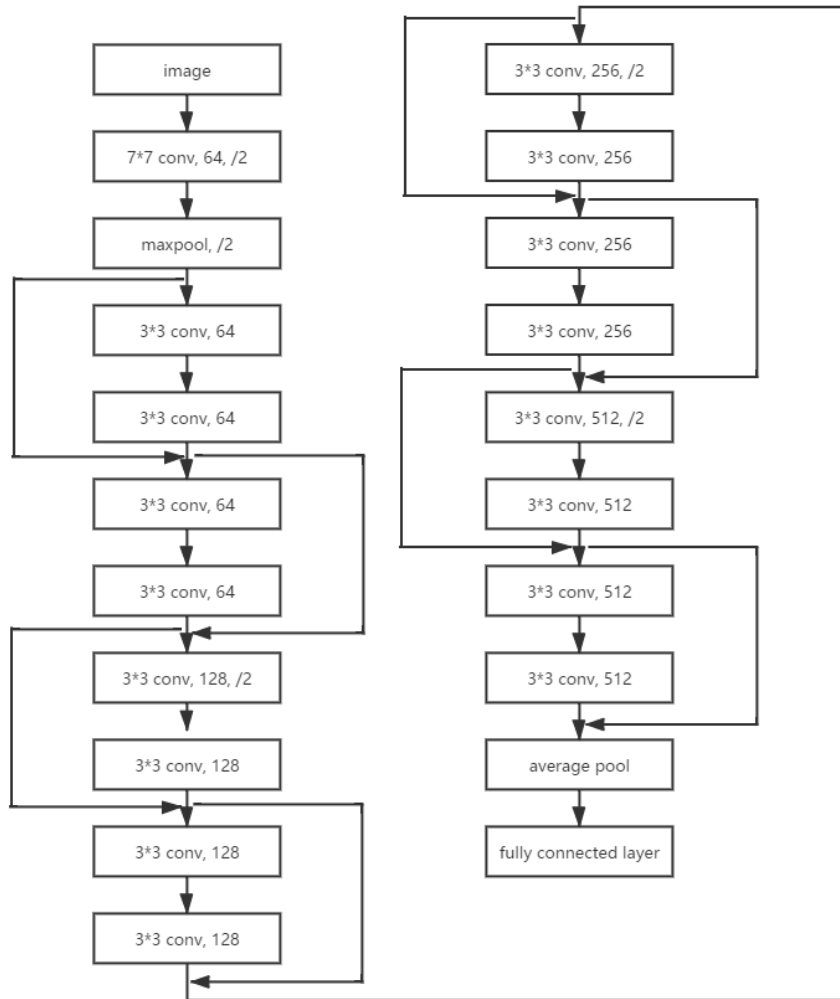 image
7*7 conv, 64, /2
maxpool, /2
3*3 conv, 64
3*3 conv, 64
3*3 conv, 64
3*3 conv, 64
3*3 conv, 128, /2
3*3 conv, 128
3*3 conv, 128
3*3 conv, 128
3*3 conv, 256, /2
3*3 conv, 256
3*3 conv, 256
3*3 conv, 256
3*3 conv, 512, /2
3*3 conv, 512
3*3 conv, 512
3*3 conv, 512
average pool
fully connected layer